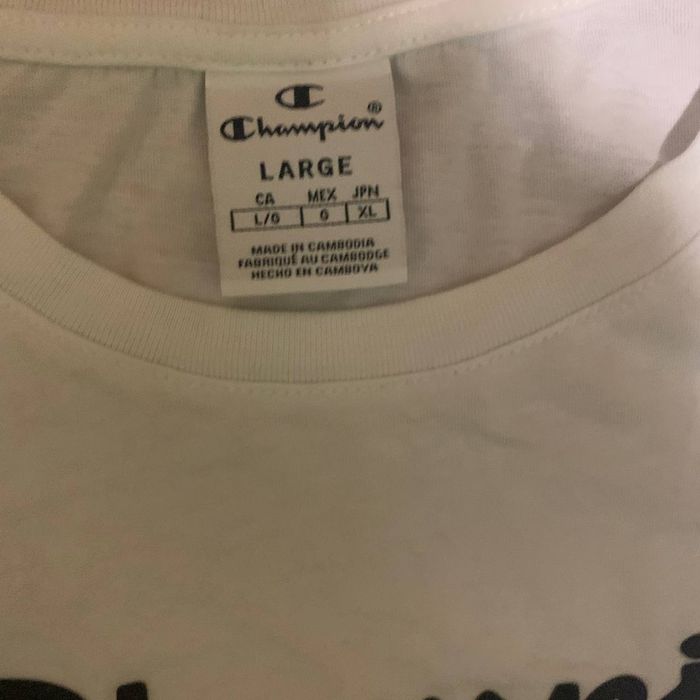 Champion®
LARGE
CA MEX JPN
L/G G XL
MADE IN CAMBODIA
FABRIQUÉ AU CAMBODGE
HECHO EN CAMBOYA